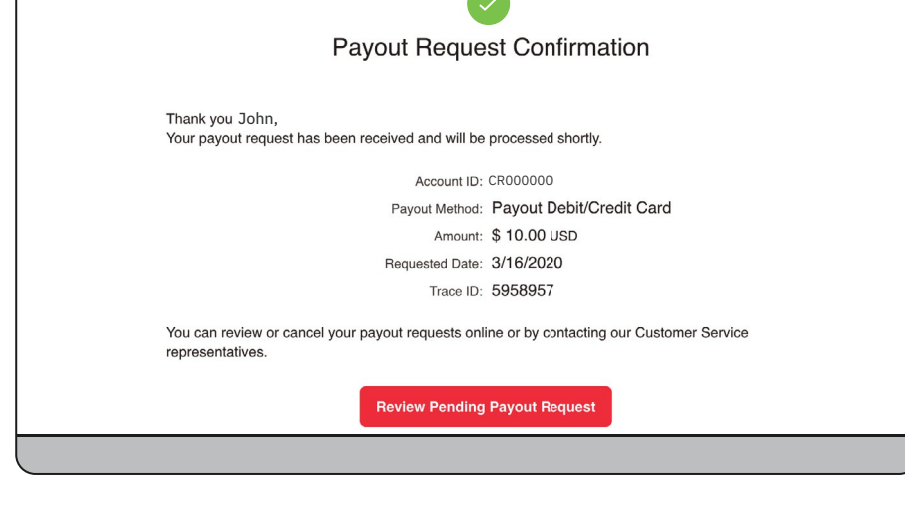 Payout Request Confirmation
Thank you John,
Your payout request has been received and will be processed shortly.
Account ID: CR000000
Payout Method: Payout Debit/Credit Card
Amount: $ 10.00 USD
Requested Date: 3/16/2020
Trace ID: 5958957
You can review or cancel your payout requests online or by contacting our Customer Service
representatives.
Review Pending Payout Request